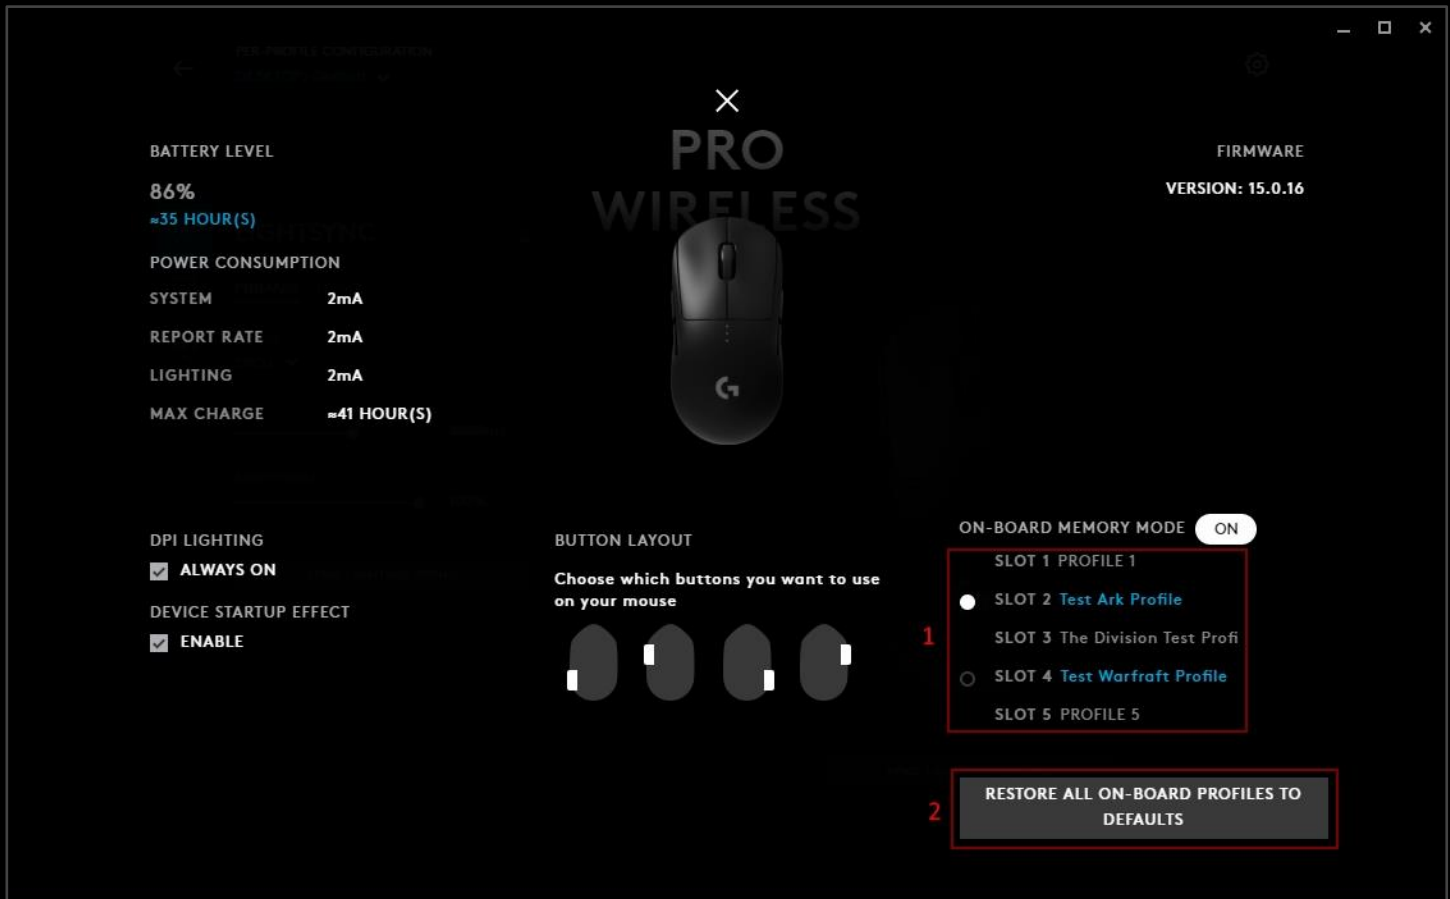 PER-PROFILE CONFIGURATION
PRO
WIRELESS
BATTERY LEVEL
86%
≈35 HOUR(S)
LIGHTSYNC
POWER CONSUMPTION
SYSTEM 2mA
REPORT RATE 2mA
LIGHTING 2mA
MAX CHARGE ≈41 HOUR(S)
FIRMWARE
VERSION: 15.0.16
G
DPI LIGHTING
ALWAYS ON
DEVICE STARTUP EFFECT
ENABLE
BUTTON LAYOUT
Choose which buttons you want to use
on your mouse
ON-BOARD MEMORY MODE ON
1
SLOT 1 PROFILE 1
SLOT 2 Test Ark Profile
SLOT 3 The Division Test Profi
SLOT 4 Test Warfraft Profile
SLOT 5 PROFILE 5
2
RESTORE ALL ON-BOARD PROFILES TO
DEFAULTS